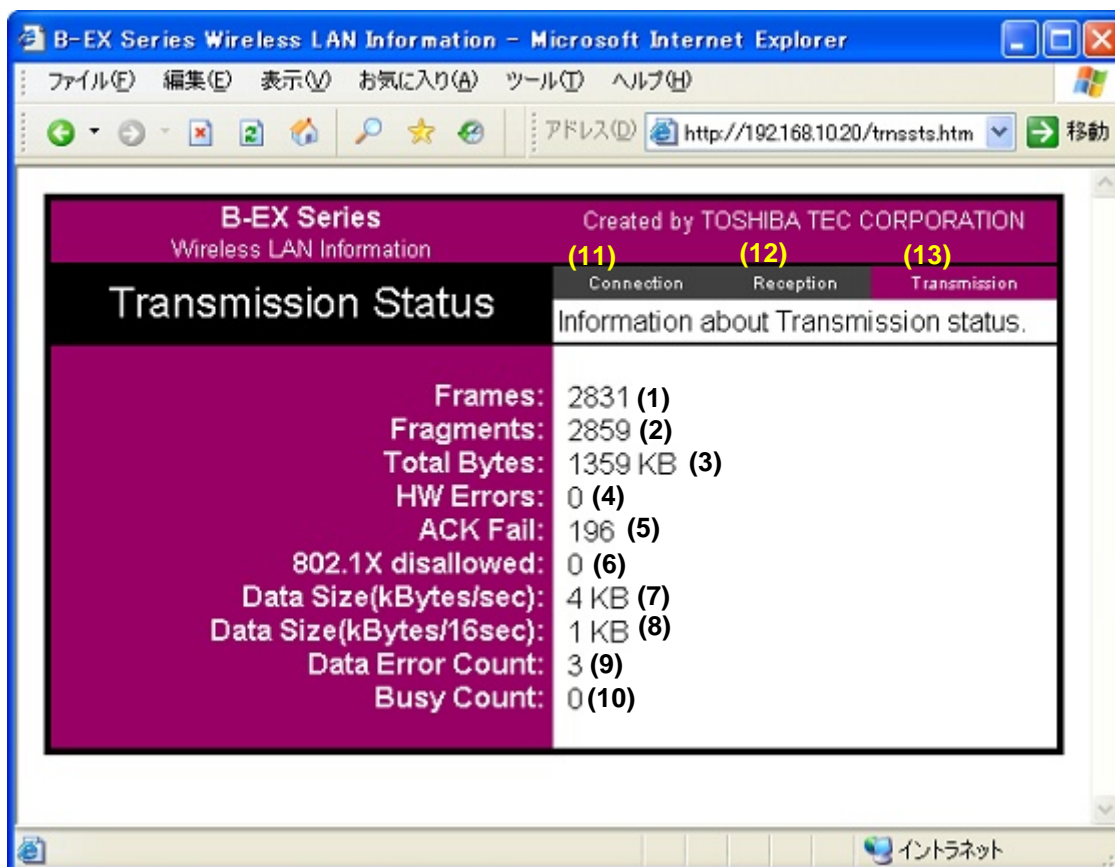 B-EX Series Wireless LAN Information - Microsoft Internet Explorer
ファイル(F) 編集(E) 表示(V) お気に入り(A) ツール(T) ヘルプ(H)
アドレス(D) http://192.168.10.20/trnssts.htm 移動
B-EX Series
Wireless LAN Information
Created by TOSHIBA TEC CORPORATION
(11) (12) (13)
Connection Reception Transmission
Transmission Status
Information about Transmission status.
Frames: 2831 (1)
Fragments: 2859 (2)
Total Bytes: 1359 KB (3)
HW Errors: 0 (4)
ACK Fail: 196 (5)
802.1X disallowed: 0 (6)
Data Size(kBytes/sec): 4 KB (7)
Data Size(kBytes/16sec): 1 KB (8)
Data Error Count: 3 (9)
Busy Count: 0 (10)
イントラネット